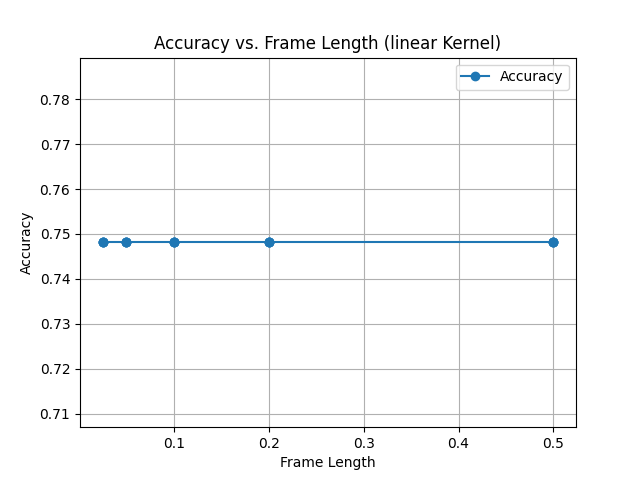 Accuracy vs. Frame Length (linear Kernel)
Accuracy
0.78
0.77
0.76
0.75
0.74
0.73
0.72
0.71
Accuracy
0.1 0.2 0.3 0.4 0.5
Frame Length